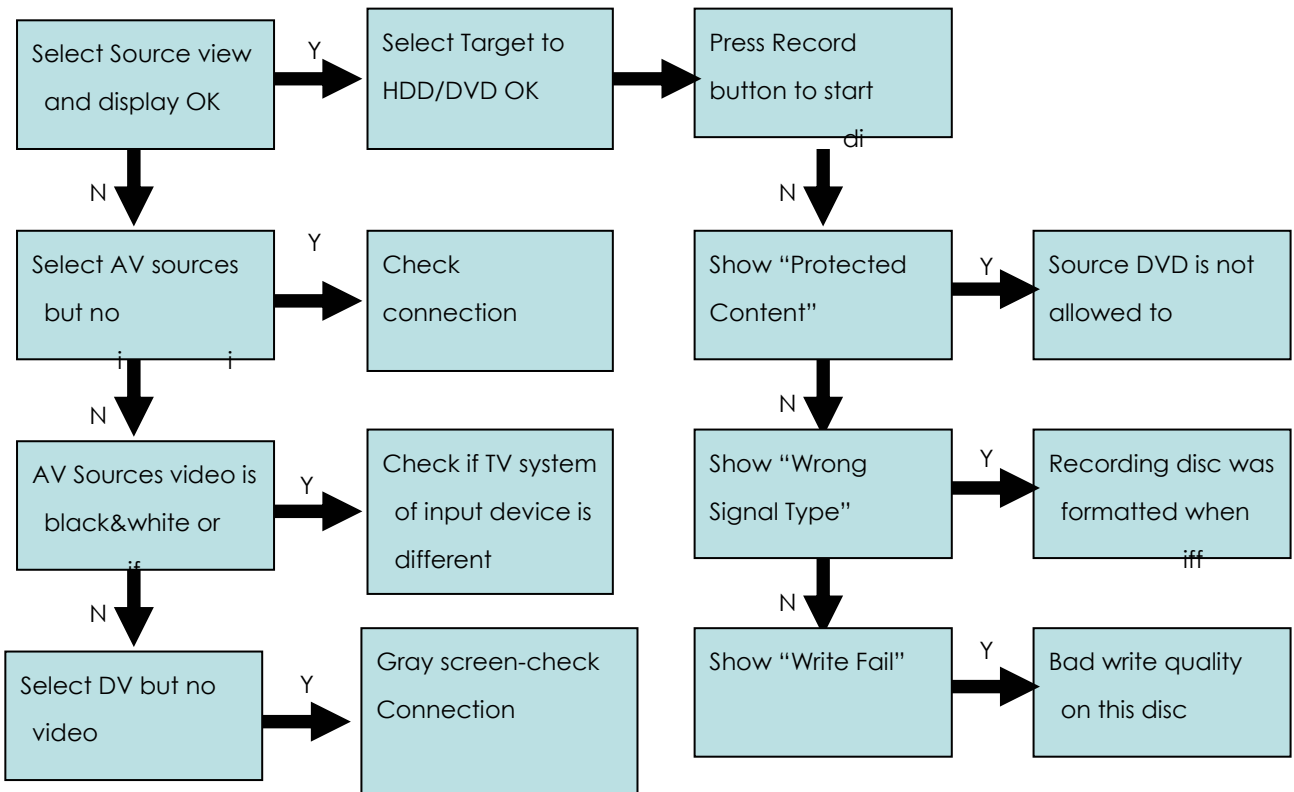 Select Source view
and display OK
Y
Select Target to
HDD/DVD OK
Press Record
button to start
di
N
N
Select AV sources
but no
i i
Y
Check
connection
Show “Protected
Content”
Y
Source DVD is not
allowed to
N
N
AV Sources video is
black&white or
if
Y
Check if TV system
of input device is
different
Show “Wrong
Signal Type”
Y
Recording disc was
formatted when
iff
N
N
Select DV but no
video
Y
Gray screen-check
Connection
Show “Write Fail”
Y
Bad write quality
on this disc